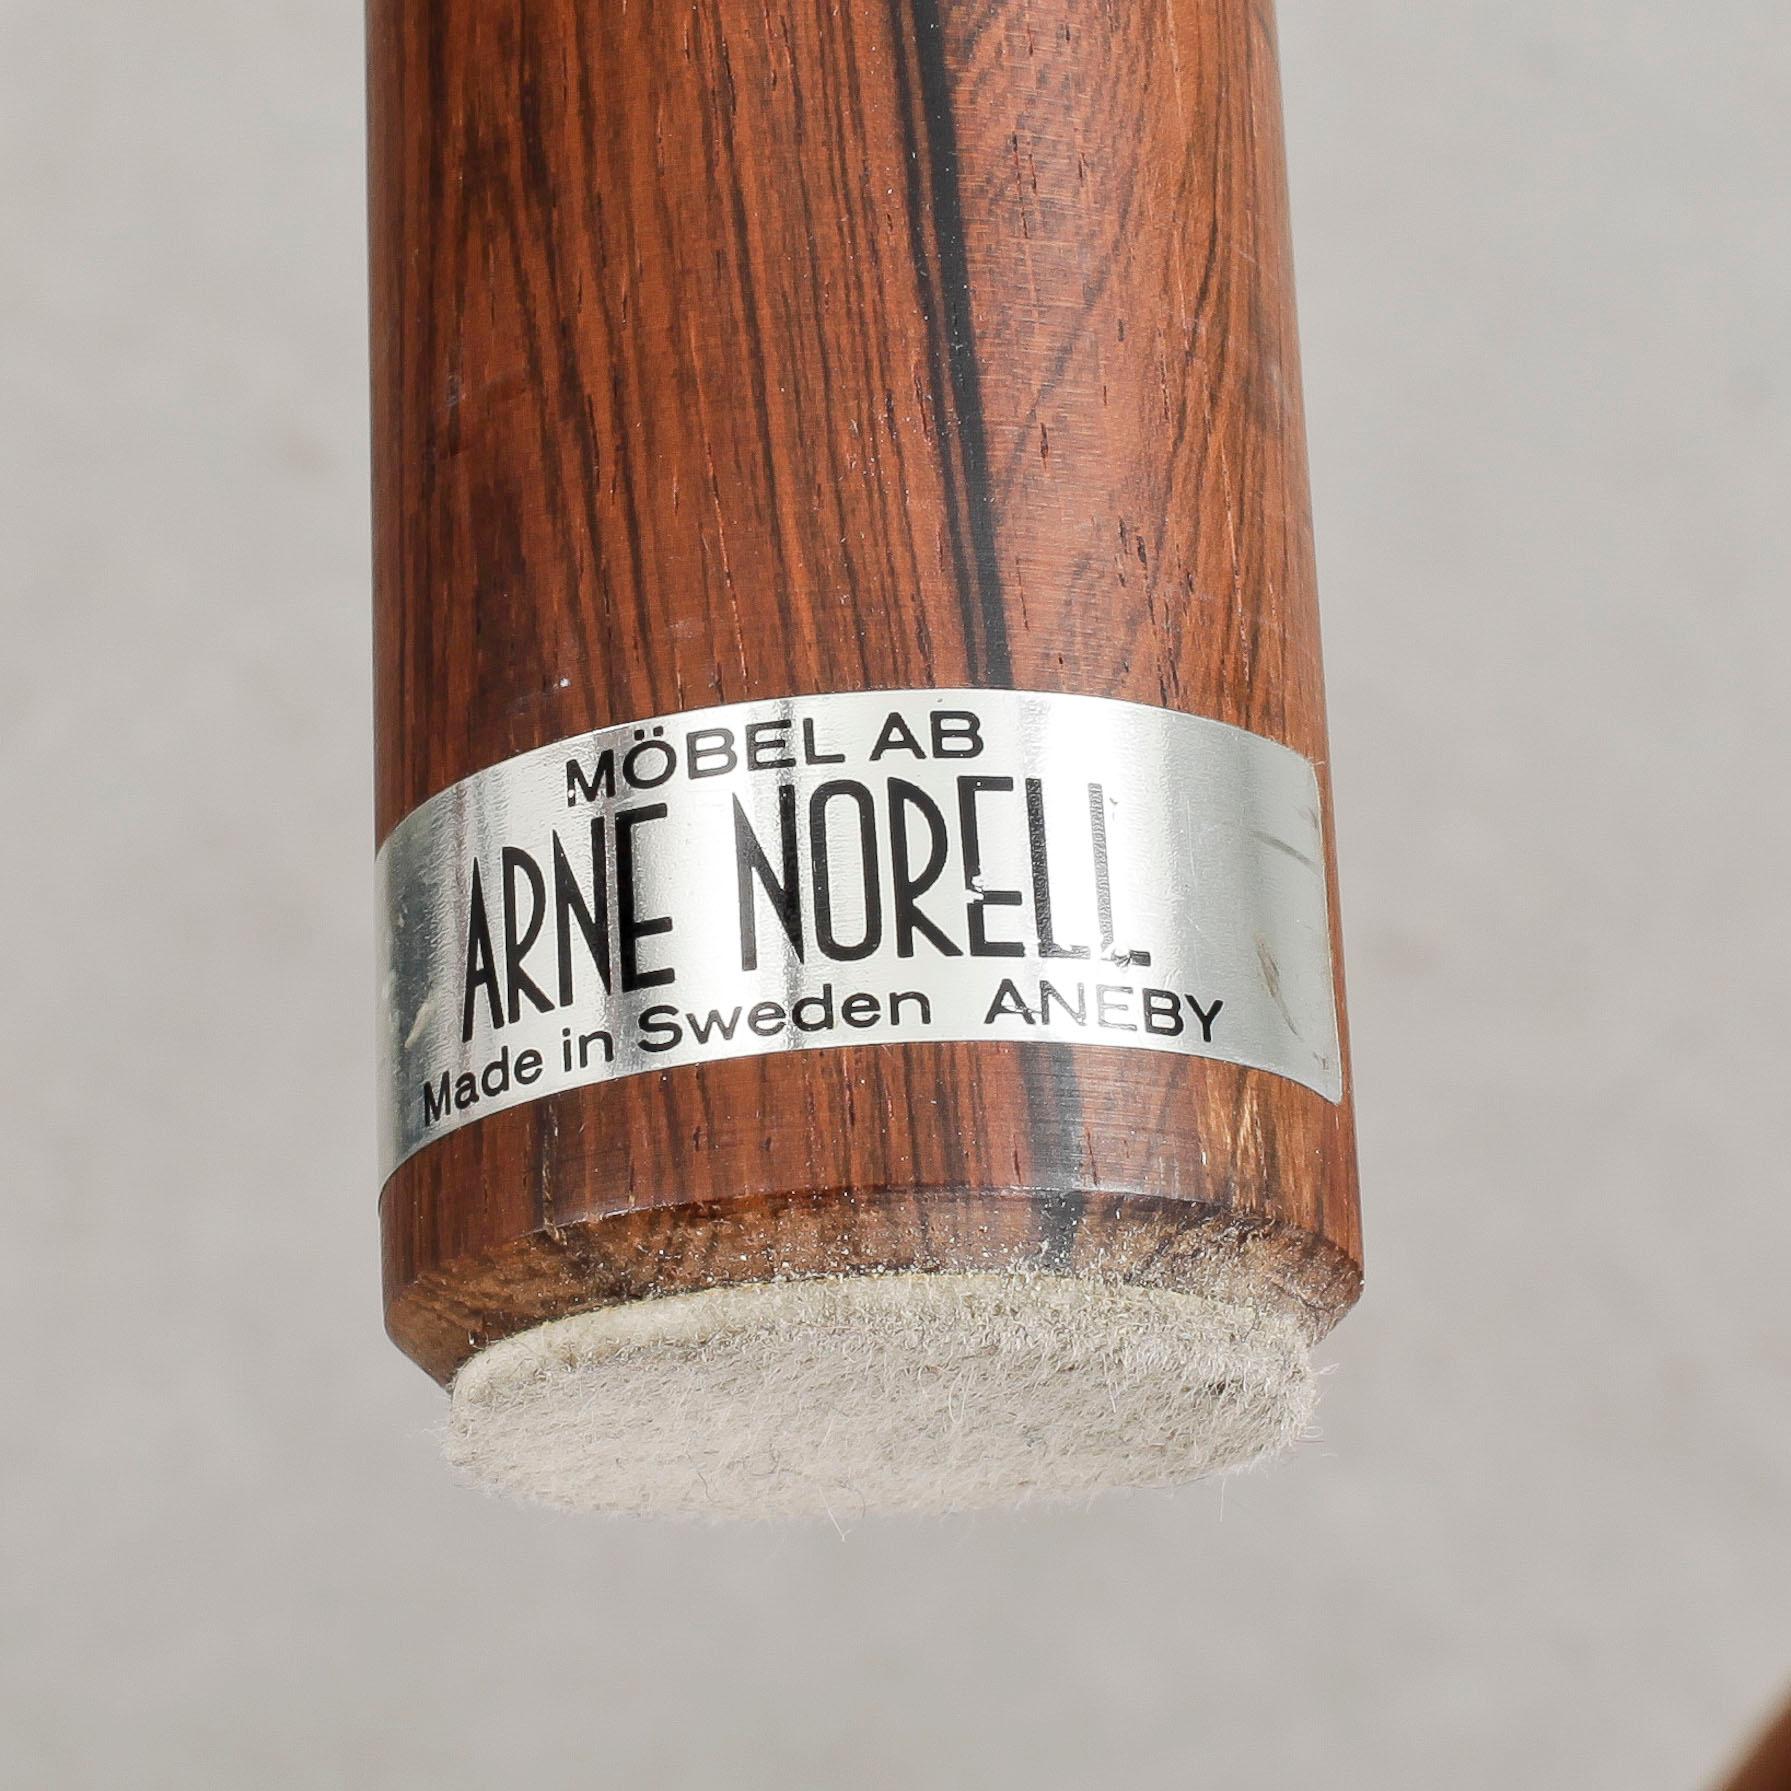 MÖBEL AB
ARNE NORELL
Made in Sweden ANEBY